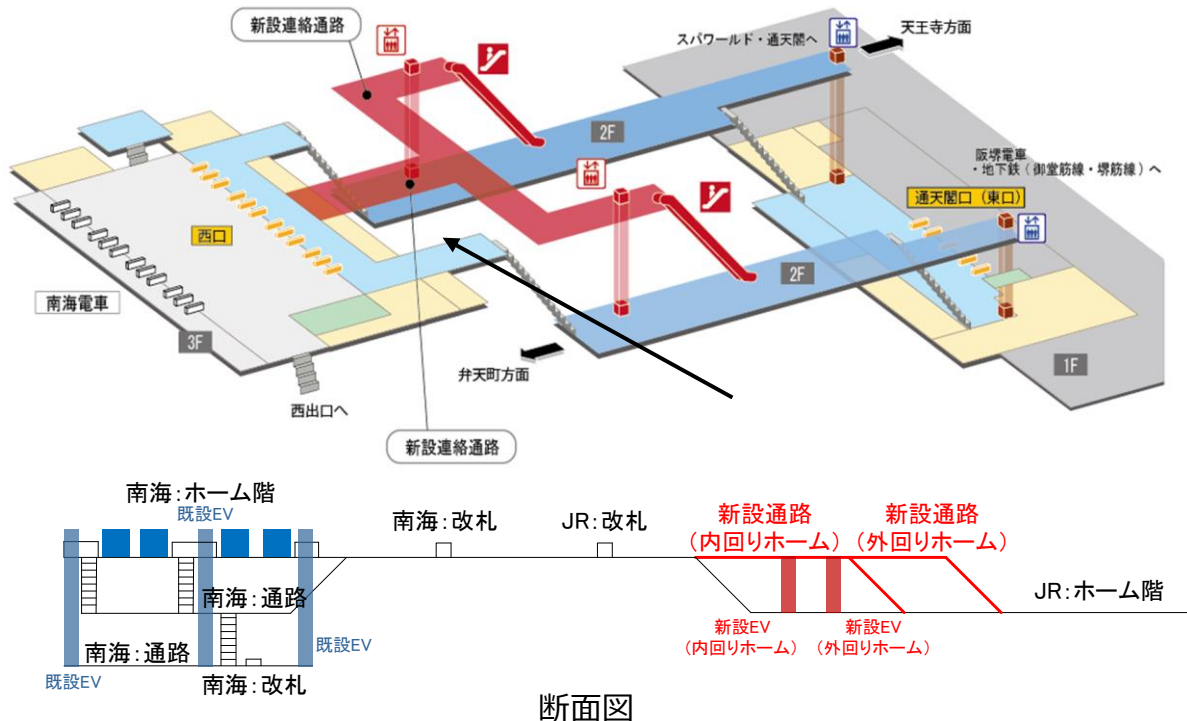 新設連絡通路
スパワールド・通天閣へ
天王寺方面
2F
阪堺電車
・地下鉄(御堂筋線・堺筋線)へ
通天閣口(東口)
西口
2F
南海電車
3F
1F
弁天町方面
西出口へ
新設連絡通路
南海:ホーム階
既設EV
南海:改札
JR:改札
新設通路
(内回りホーム)
新設通路
(外回りホーム)
南海:通路
JR:ホーム階
新設EV
(内回りホーム)
新設EV
(外回りホーム)
南海:通路
既設EV
既設EV
南海:改札
断面図